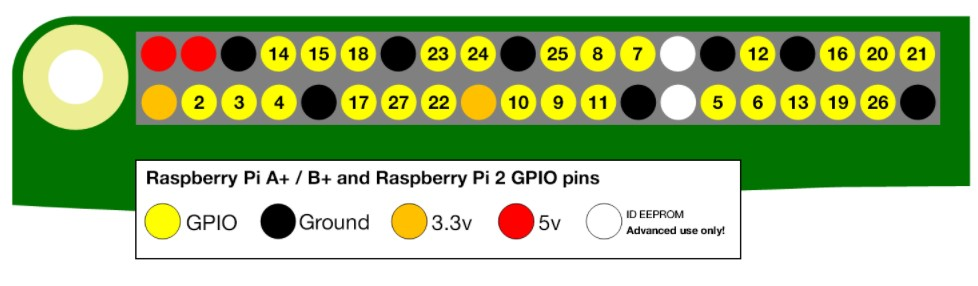 14 15 18 23 24 25 8 7 12 16 20 21
2 3 4 17 27 22 10 9 11 5 6 13 19 26
Raspberry Pi A+ / B+ and Raspberry Pi 2 GPIO pins
GPIO Ground 3.3v 5v ID EEPROM
Advanced use only!